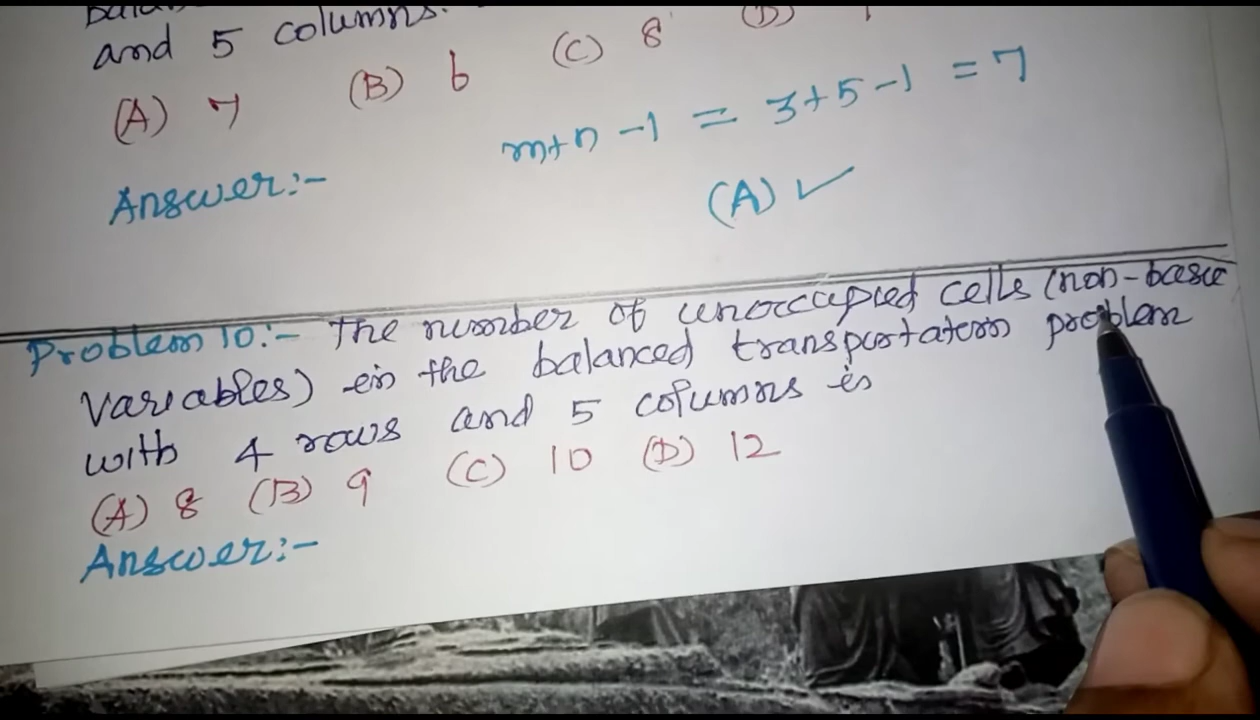 and 5 columns.
(A) 7 (B) 6 (C) 8 (D)
m+n-1 = 3+5-1 = 7
Answer:-
(A) ✓
Problem 10:- The number of unoccupied cells (non-basic
variables) in the balanced transportation problem
with 4 rows and 5 columns is
(A) 8 (B) 9 (C) 10 (D) 12
Answer:-